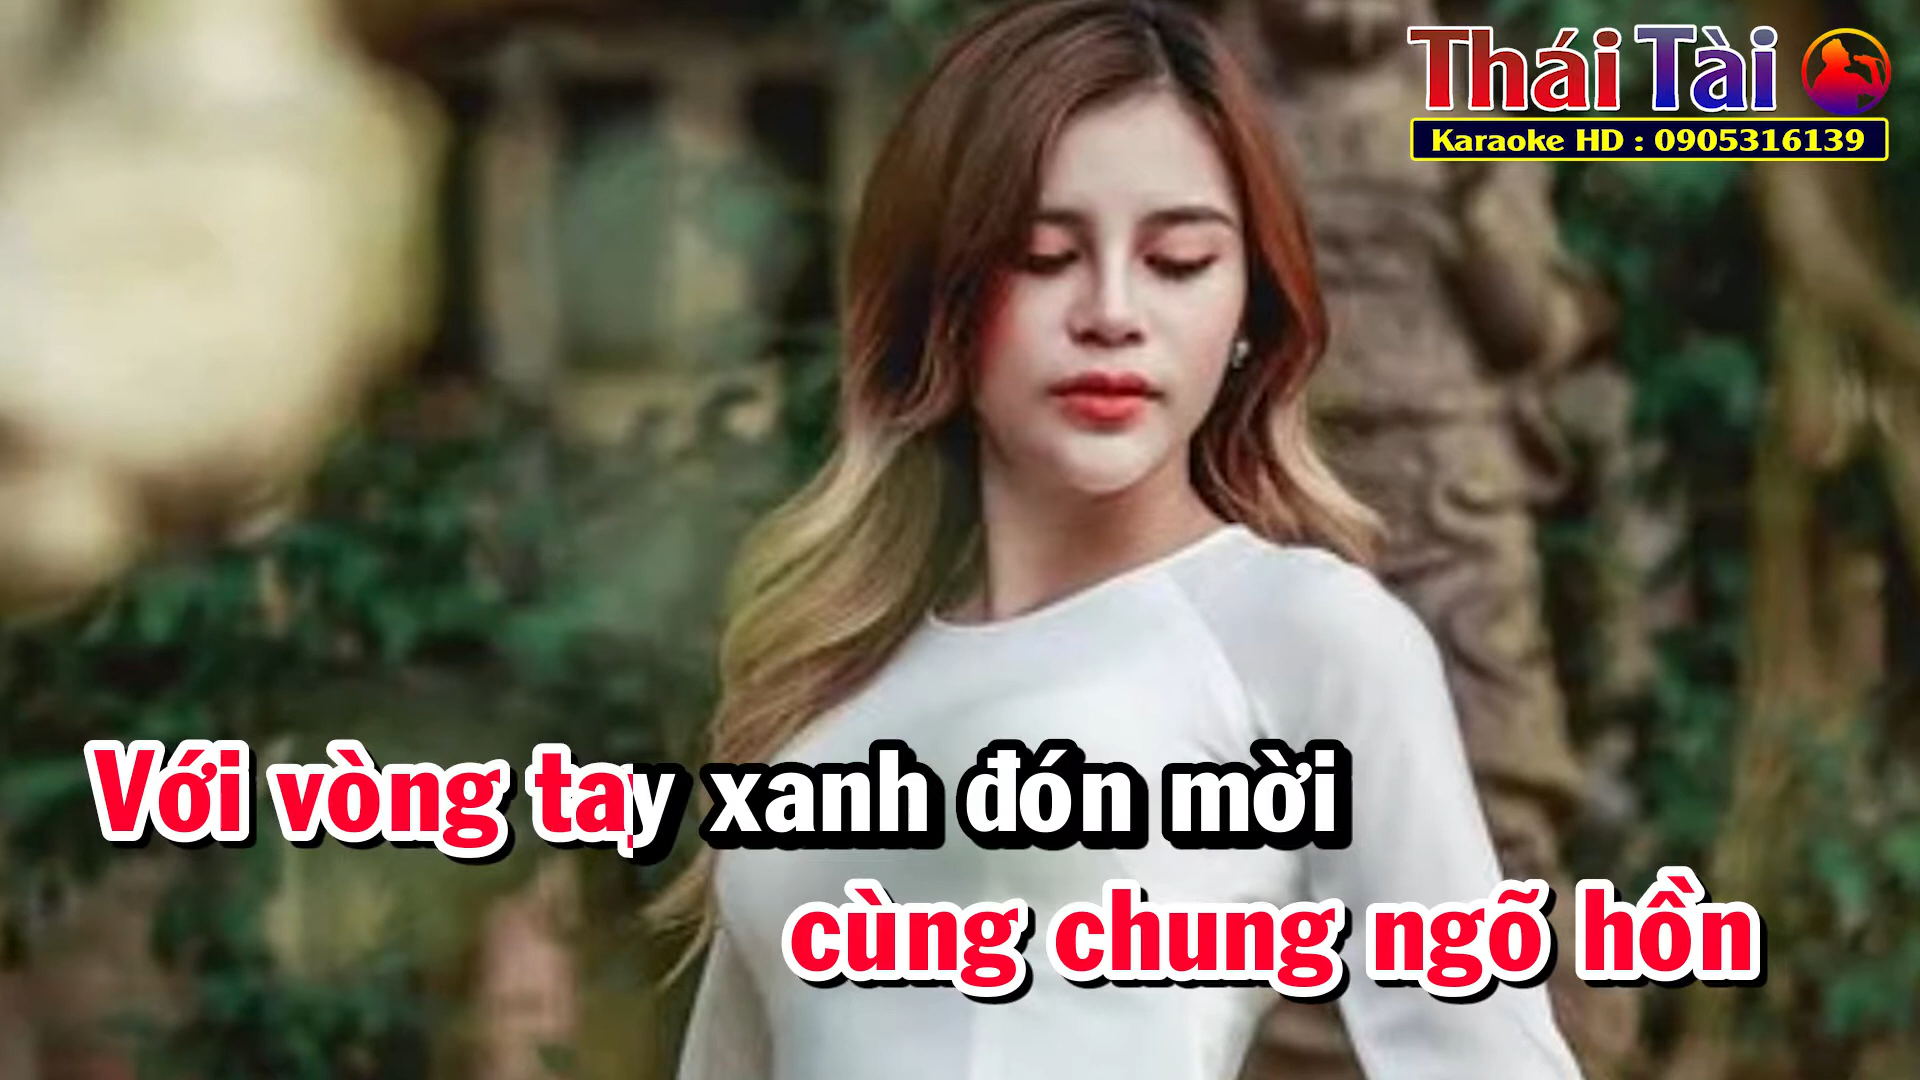 Thái Tài
Karaoke HD : 0905316139
Với vòng tay xanh đón mời
cùng chung ngõ hồn